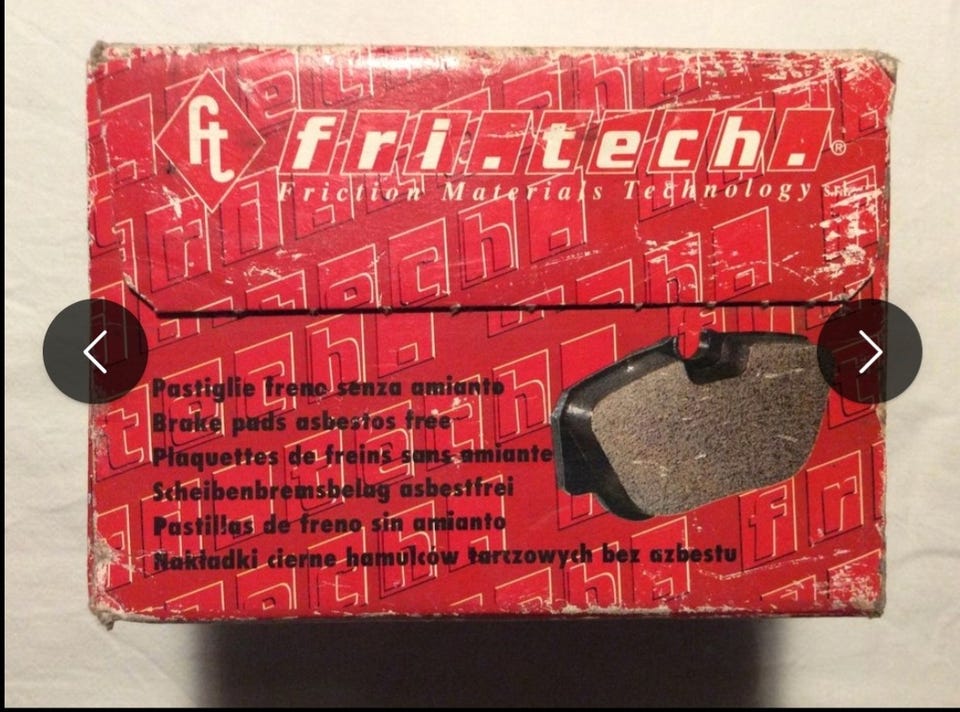 ft
fri.tech.®
Friction Materials Technology
Pastiglie freno senza amianto
Brake pads asbestos free
Plaquettes de freins sans amiante
Scheibenbremsbelag asbestfrei
Pastillas de freno sin amianto
Nakładki cierne hamulców tarczowych bez azbestu